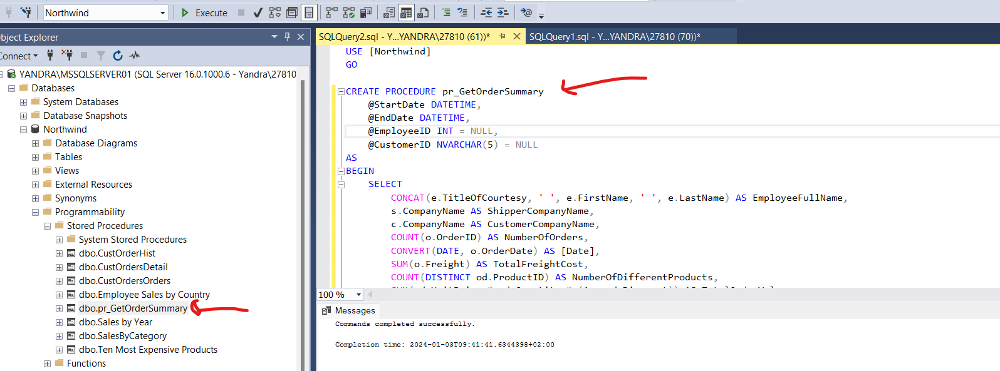 Northwind
Execute
bject Explorer
onnect
YANDRA\MSSQLSERVER01 (SQL Server 16.0.1000.6 - Yandra\27810
Databases
System Databases
Database Snapshots
Northwind
Database Diagrams
Tables
Views
External Resources
Synonyms
Programmability
Stored Procedures
System Stored Procedures
dbo.CustOrderHist
dbo.CustOrdersDetail
dbo.CustOrdersOrders
dbo.Employee Sales by Country
dbo.pr_GetOrderSummary
dbo.Sales by Year
dbo.SalesByCategory
dbo.Ten Most Expensive Products
Functions
SQLQuery2.sql - Y...YANDRA\27810 (61))*
SQLQuery1.sql - Y...YANDRA\27810 (70))*
USE [Northwind]
GO
CREATE PROCEDURE pr_GetOrderSummary
@StartDate DATETIME,
@EndDate DATETIME,
@EmployeeID INT = NULL,
@CustomerID NVARCHAR(5) = NULL
AS
BEGIN
SELECT
CONCAT(e.TitleOfCourtesy, ' ', e.FirstName, ' ', e.LastName) AS EmployeeFullName,
s.CompanyName AS ShipperCompanyName,
c.CompanyName AS CustomerCompanyName,
COUNT(o.OrderID) AS NumberOfOrders,
CONVERT(DATE, o.OrderDate) AS [Date],
SUM(o.Freight) AS TotalFreightCost,
COUNT(DISTINCT od.ProductID) AS NumberOfDifferentProducts,
100 %
Messages
Commands completed successfully.
Completion time: 2024-01-03T09:41:41.6344398+02:00